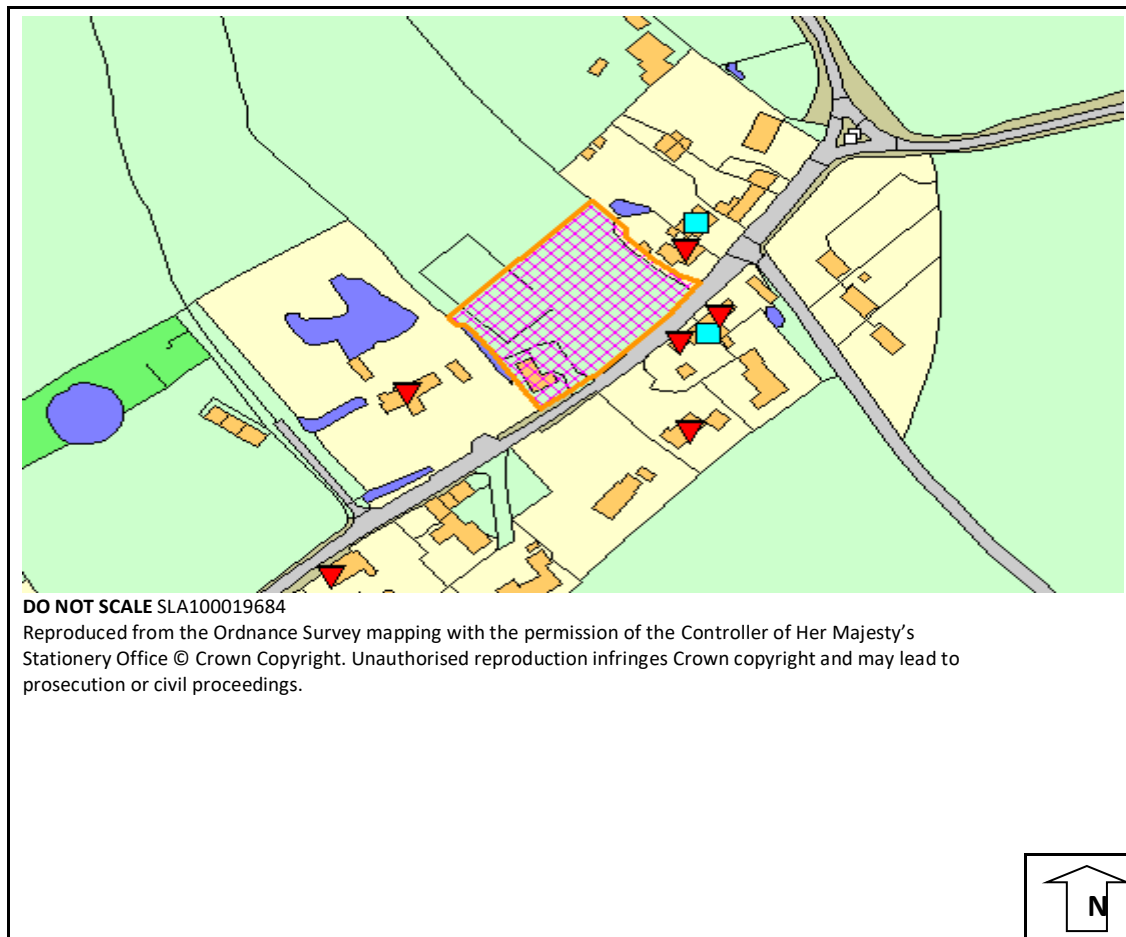 DO NOT SCALE SLA100019684
Reproduced from the Ordnance Survey mapping with the permission of the Controller of Her Majesty's
Stationery Office © Crown Copyright. Unauthorised reproduction infringes Crown copyright and may lead to
prosecution or civil proceedings.
N